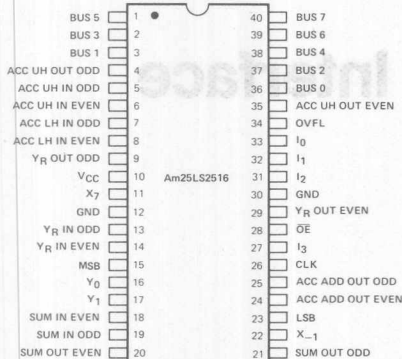 BUS 5 1 40 BUS 7
BUS 3 2 39 BUS 6
BUS 1 3 38 BUS 4
ACC UH OUT ODD 4 37 BUS 2
ACC UH IN ODD 5 36 BUS 0
ACC UH IN EVEN 6 35 ACC UH OUT EVEN
ACC LH IN ODD 7 34 OVFL
ACC LH IN EVEN 8 33 I0
YR OUT ODD 9 32 I1
VCC 10 Am25LS2516 31 I2
X7 11 30 GND
GND 12 29 YR OUT EVEN
YR IN ODD 13 28 OE
YR IN EVEN 14 27 I3
MSB 15 26 CLK
Y0 16 25 ACC ADD OUT ODD
Y1 17 24 ACC ADD OUT EVEN
SUM IN EVEN 18 23 LSB
SUM IN ODD 19 22 X−1
SUM OUT EVEN 20 21 SUM OUT ODD